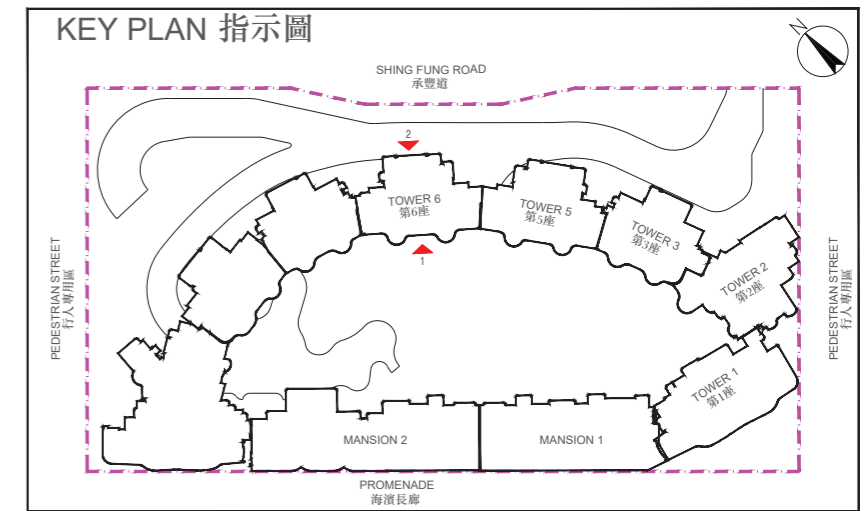 KEY PLAN 指示圖
N
SHING FUNG ROAD
承豐道
2
TOWER 6
第6座
TOWER 5
第5座
TOWER 3
第3座
TOWER 2
第2座
1
PEDESTRIAN STREET
行人專用區
PEDESTRIAN STREET
行人專用區
TOWER 1
第1座
MANSION 2
MANSION 1
PROMENADE
海濱長廊